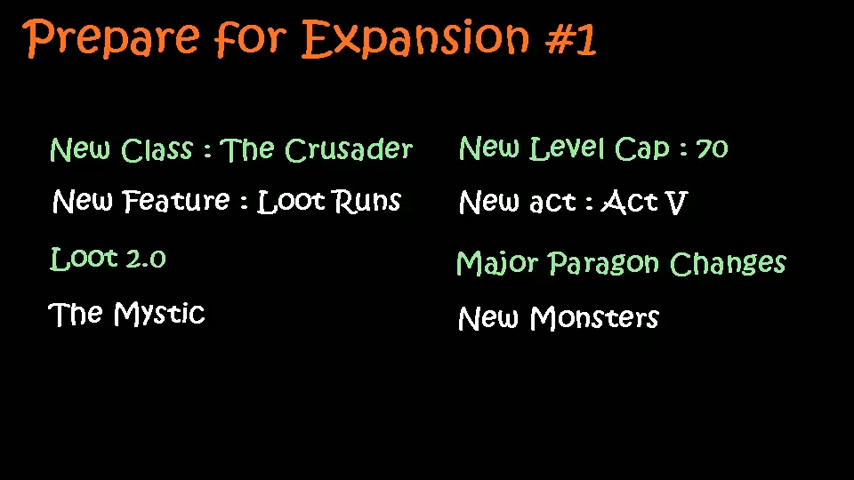 Prepare for Expansion #1
New Class : The Crusader
New Level Cap : 70
New Feature : Loot Runs
New act : Act V
Loot 2.0
Major Paragon Changes
The Mystic
New Monsters